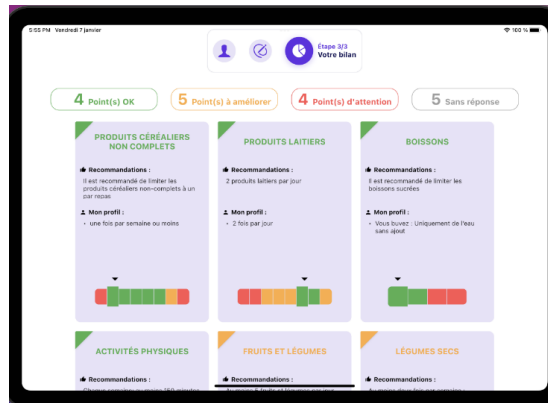 5:55 PM Vendredi 7 janvier
100 %
Étape 3/3
Votre bilan
4 Point(s) OK
5 Point(s) à améliorer
4 Point(s) d'attention
5 Sans réponse
PRODUITS CÉRÉALIERS
NON COMPLETS
Recommandations :
Il est recommandé de limiter les
produits céréaliers non-complets à un
par repas
Mon profil :
- une fois par semaine ou moins
PRODUITS LAITIERS
Recommandations :
2 produits laitiers par jour
Mon profil :
- 2 fois par jour
BOISSONS
Recommandations :
Il est recommandé de limiter les
boissons sucrées
Mon profil :
- Vous buvez : Uniquement de l'eau
sans ajout
ACTIVITÉS PHYSIQUES
Recommandations :
FRUITS ET LÉGUMES
Recommandations :
LÉGUMES SECS
Recommandations :